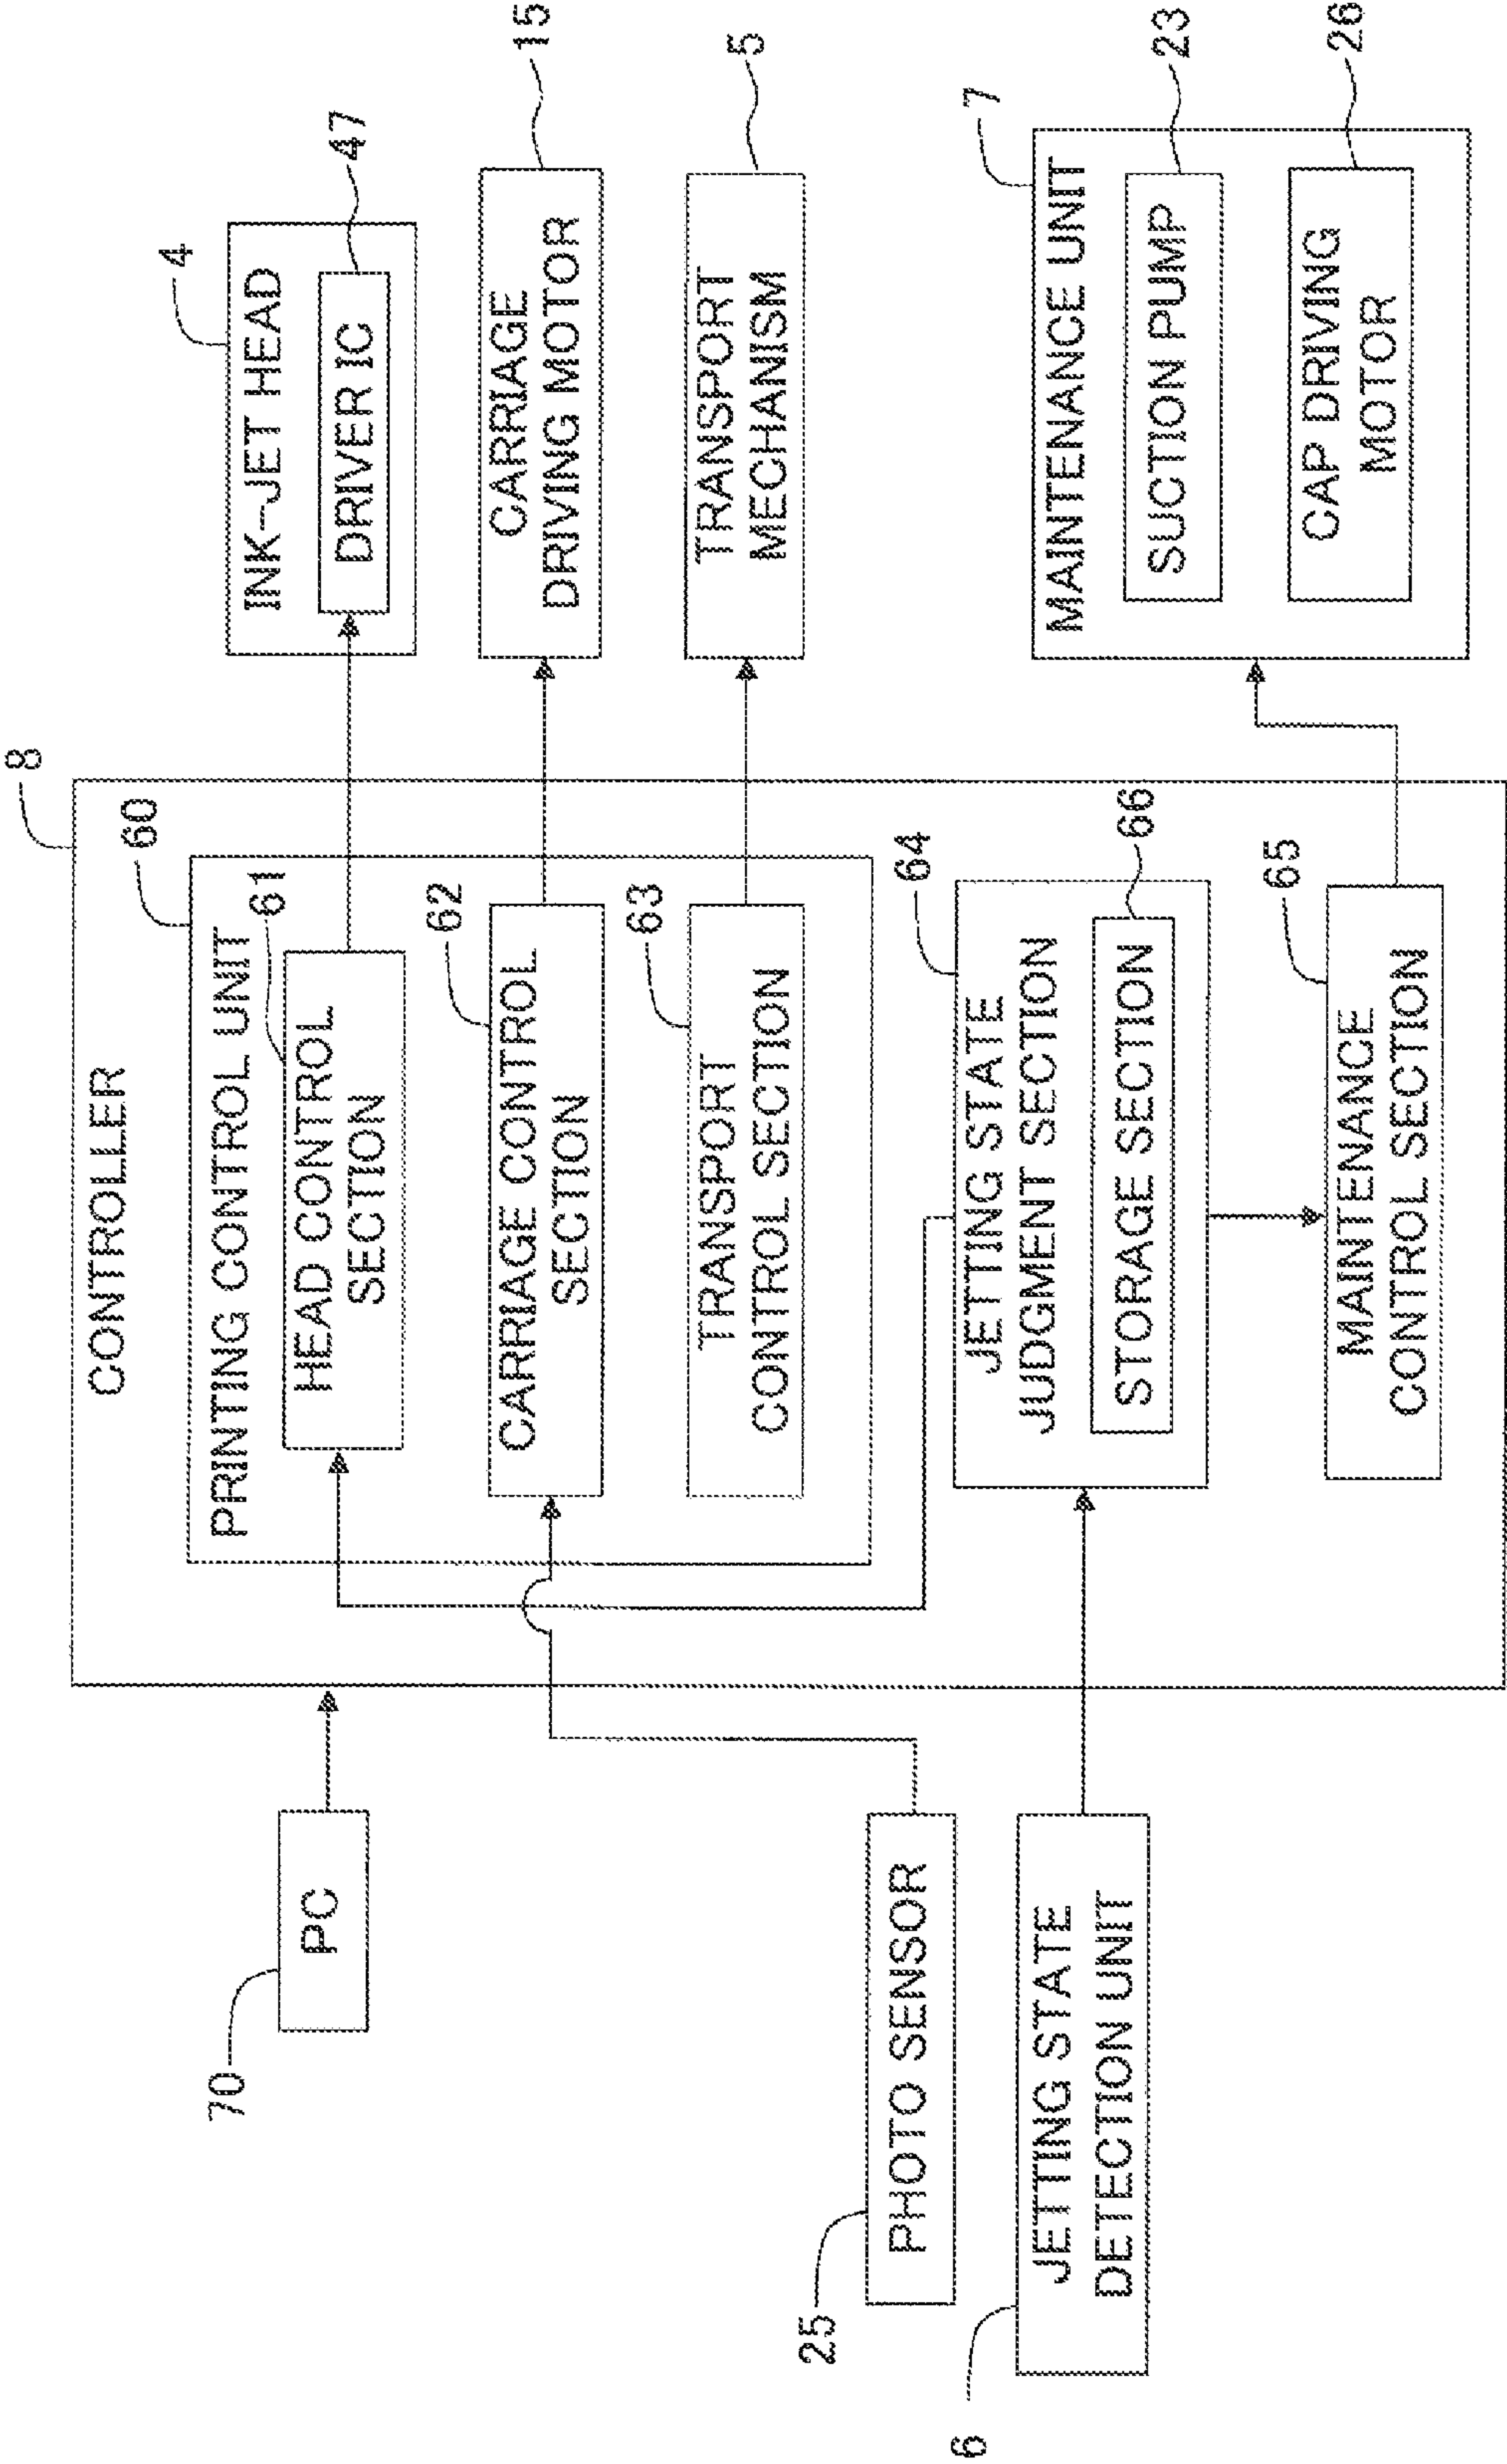 8
CONTROLLER
60
PRINTING CONTROL UNIT
61
HEAD CONTROL
SECTION
62
CARRIAGE CONTROL
SECTION
63
TRANSPORT
CONTROL SECTION
64
JETTING STATE
JUDGMENT SECTION
66
STORAGE SECTION
65
MAINTENANCE
CONTROL SECTION
70
PC
25
PHOTO SENSOR
6
JETTING STATE
DETECTION UNIT
4
INK-JET HEAD
47
DRIVER IC
15
CARRIAGE
DRIVING MOTOR
5
TRANSPORT
MECHANISM
7
MAINTENANCE UNIT
23
SUCTION PUMP
26
CAP DRIVING
MOTOR